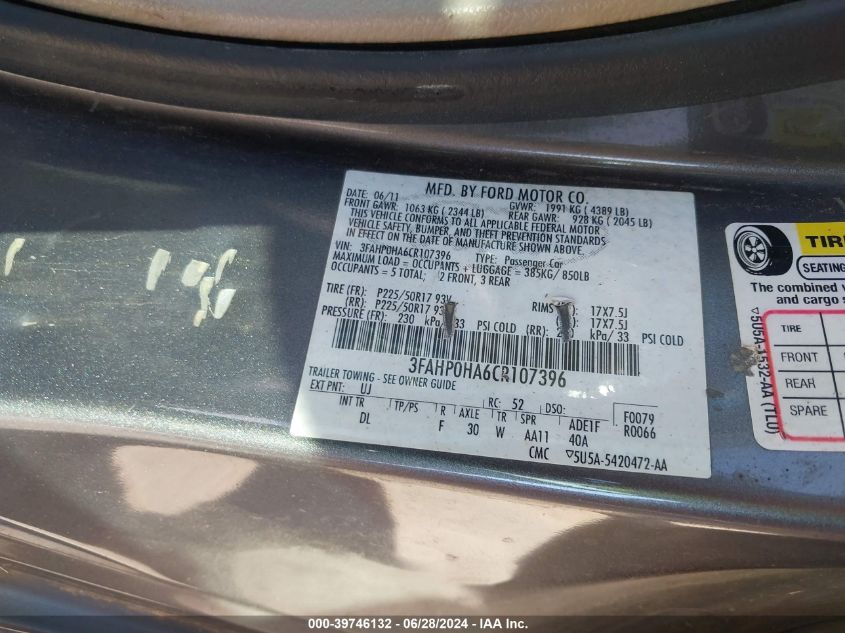 MFD. BY FORD MOTOR CO.
DATE: 06/11 GVWR: 1991 KG ( 4389 LB)
FRONT GAWR: 1063 KG ( 2344 LB) REAR GAWR: 928 KG ( 2045 LB)
THIS VEHICLE CONFORMS TO ALL APPLICABLE FEDERAL MOTOR
VEHICLE SAFETY, BUMPER, AND THEFT PREVENTION STANDARDS
IN EFFECT ON THE DATE OF MANUFACTURE SHOWN ABOVE.
VIN: 3FAHP0HA6CR107396 TYPE: Passenger Car
MAXIMUM LOAD = OCCUPANTS + LUGGAGE = 385KG/ 850LB
OCCUPANTS = 5 TOTAL; 2 FRONT, 3 REAR
TIRE (FR): P225/50R17 93V RIMS 17X7.5J
(RR): P225/50R17 93 17X7.5J
PRESSURE (FR): 230 kPa/33 PSI COLD (RR): kPa/ 33 PSI COLD
3FAHP0HA6CR107396
TRAILER TOWING - SEE OWNER GUIDE
EXT PNT: UJ RC: 52 DSO:
INT TR TP/PS R AXLE TR SPR ADE1F F0079
DL F 30 W AA11 40A R0066
CMC ▽5U5A-5420472-AA
TIRE
SEATING
The combined
and cargo
TIRE
FRONT
REAR
SPARE
▽5U5A-1532-AA (TL0)
000-39746132 - 06/28/2024 - IAA Inc.